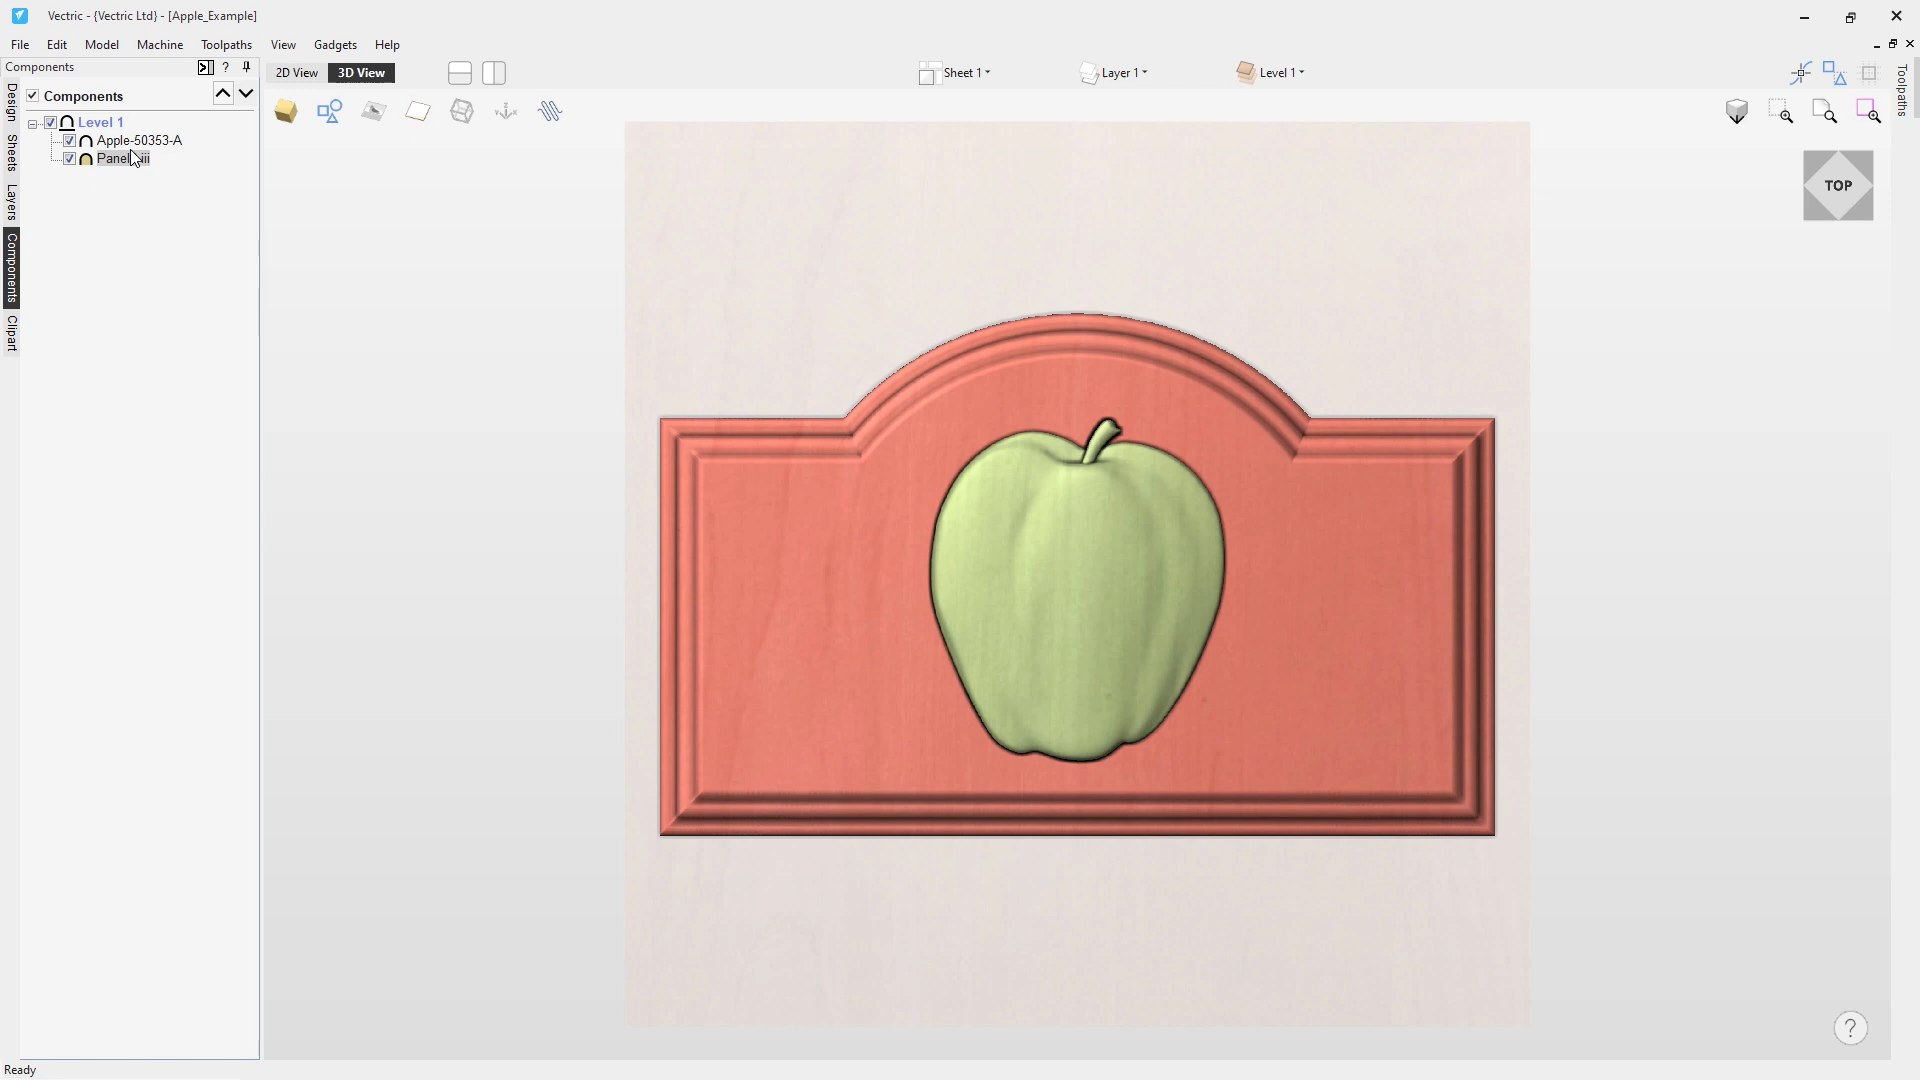 Vectric - {Vectric Ltd} - [Apple_Example]
File Edit Model Machine Toolpaths View Gadgets Help
Components ?
2D View 3D View Sheet 1 Layer 1 Level 1
Components
Level 1
Apple-50353-A
Panel
Design
Sheets
Layers
Components
Clipart
Toolpaths
TOP
?
Ready